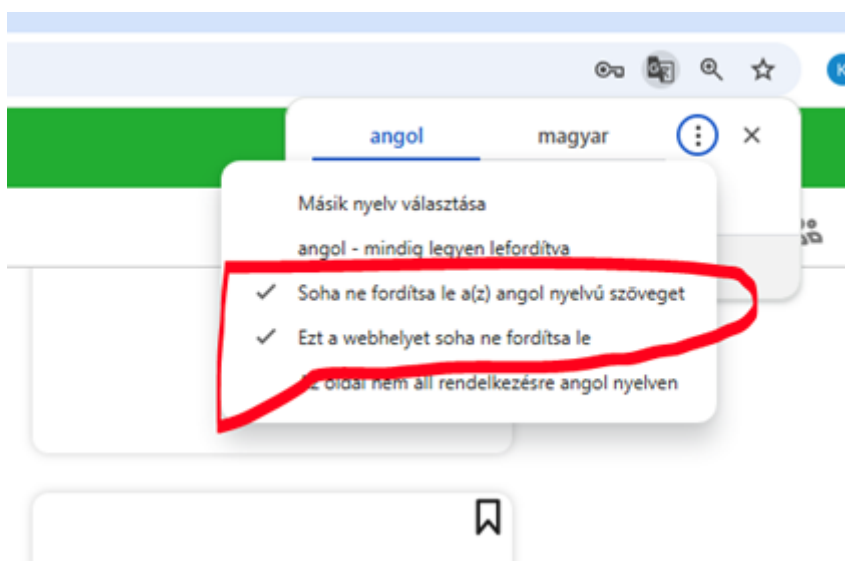 K
angol magyar
Másik nyelv választása
angol - mindig legyen lefordítva
Soha ne fordítsa le a(z) angol nyelvű szöveget
Ezt a webhelyet soha ne fordítsa le
oldal nem áll rendelkezésre angol nyelven